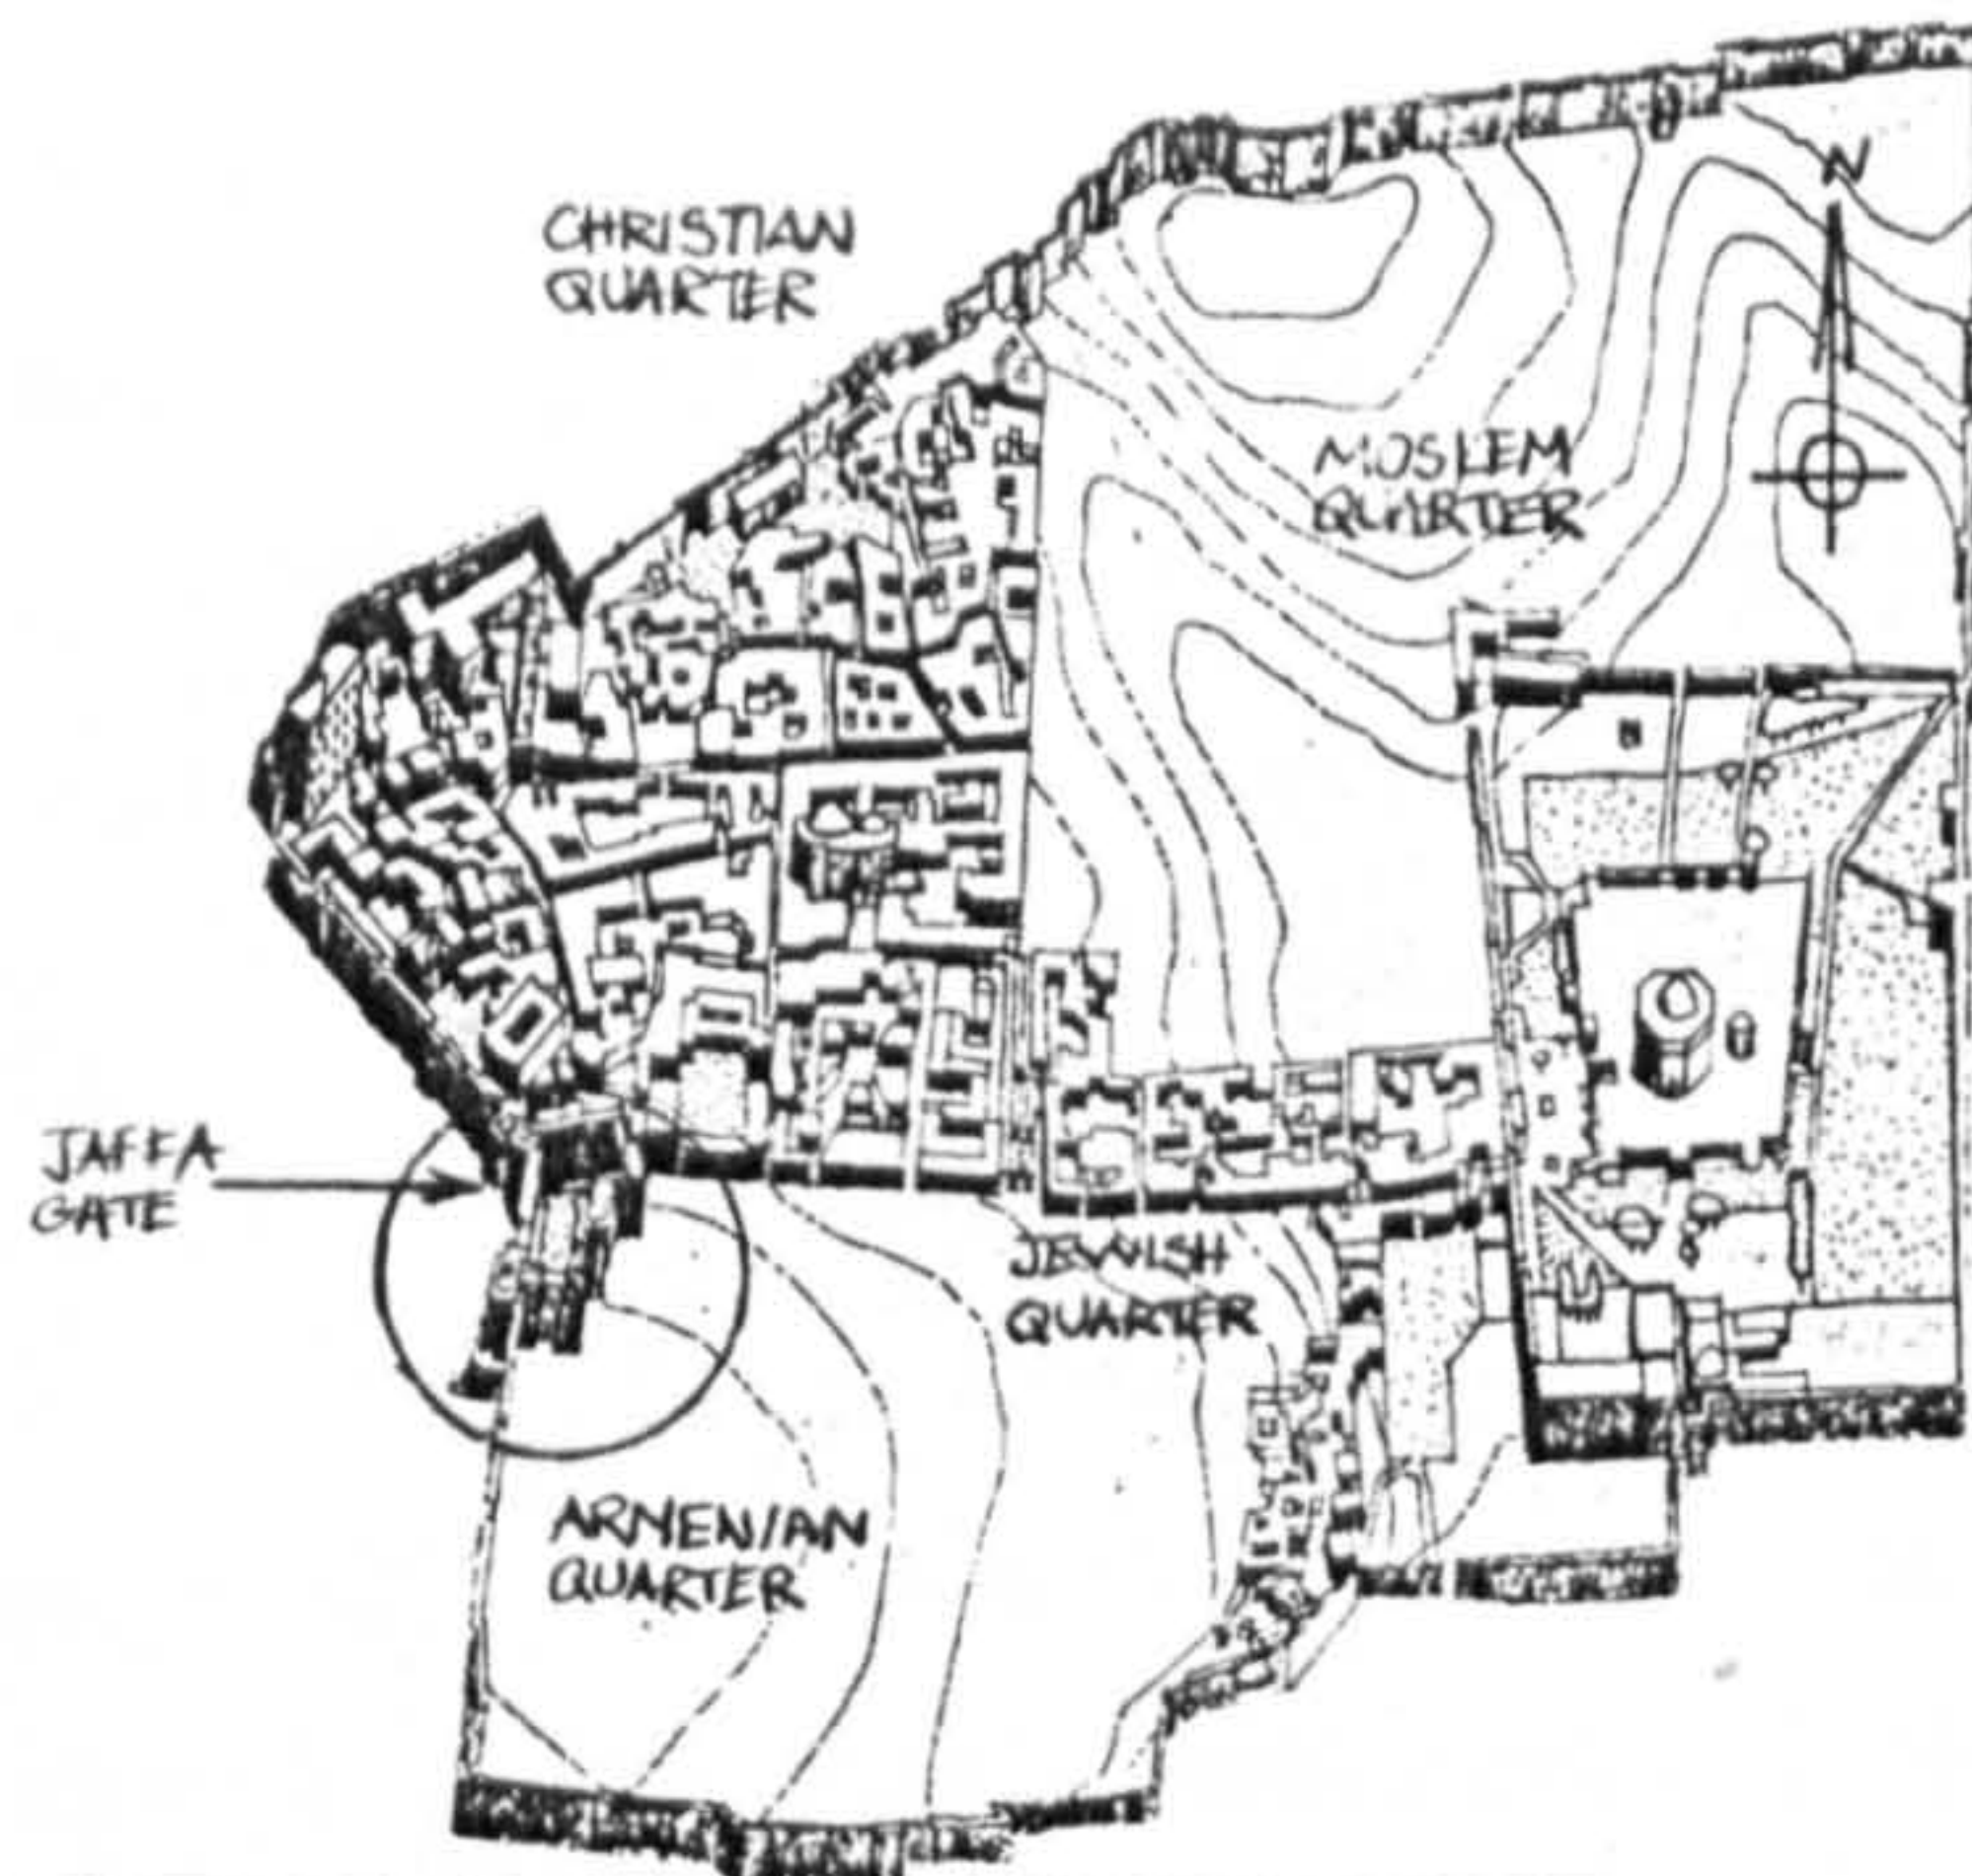 N
CHRISTIAN
QUARTER
MOSLEM
QUARTER
JAFFA
GATE
JEWISH
QUARTER
ARMENIAN
QUARTER